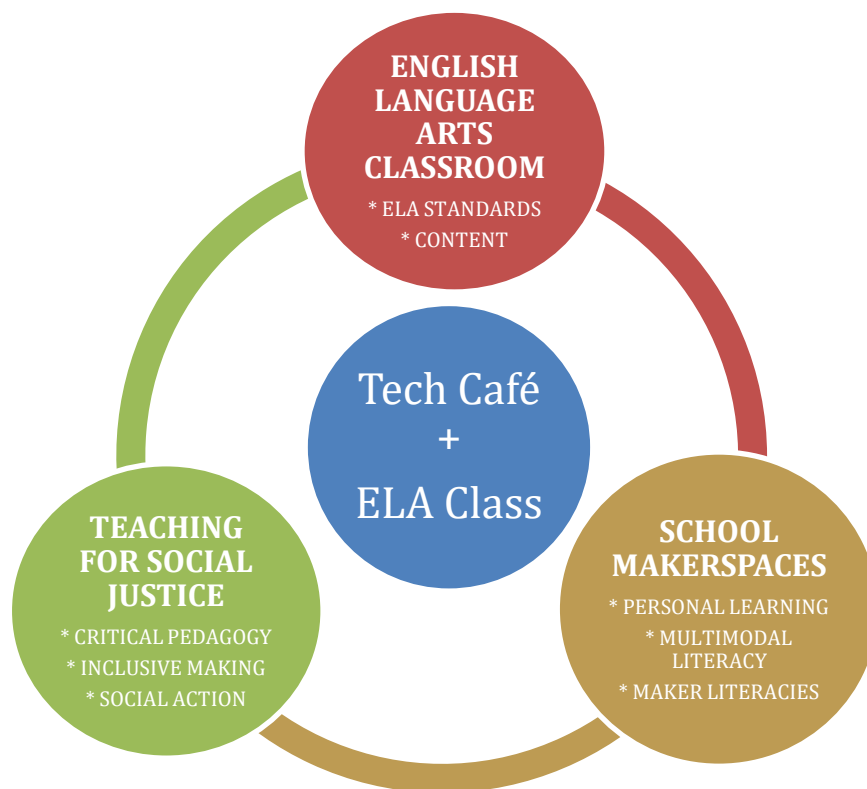 ENGLISH
LANGUAGE
ARTS
CLASSROOM
* ELA STANDARDS
* CONTENT
Tech Café
+
ELA Class
TEACHING
FOR SOCIAL
JUSTICE
* CRITICAL PEDAGOGY
* INCLUSIVE MAKING
* SOCIAL ACTION
SCHOOL
MAKERSPACES
* PERSONAL LEARNING
* MULTIMODAL
LITERACY
* MAKER LITERACIES